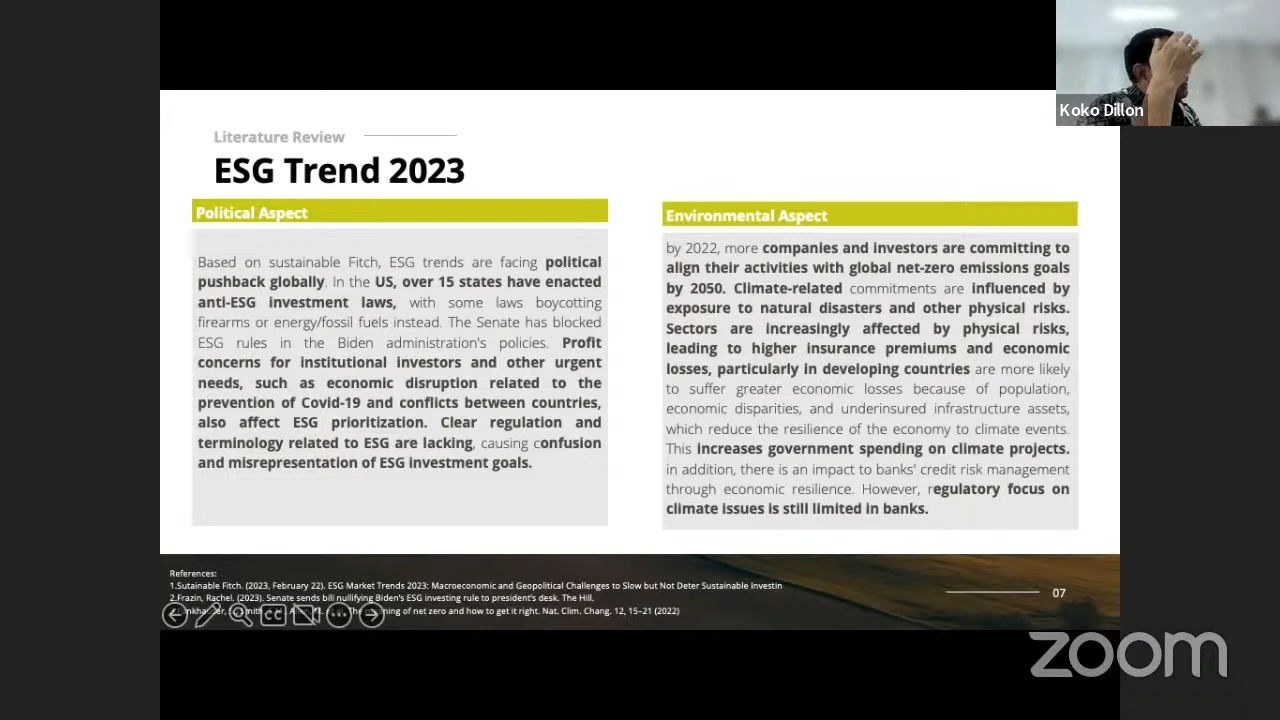 Koko Dillon
Literature Review
ESG Trend 2023
Political Aspect
Based on sustainable Fitch, ESG trends are facing political
pushback globally. In the US, over 15 states have enacted
anti-ESG investment laws, with some laws boycotting
firearms or energy/fossil fuels instead. The Senate has blocked
ESG rules in the Biden administration's policies. Profit
concerns for institutional investors and other urgent
needs, such as economic disruption related to the
prevention of Covid-19 and conflicts between countries,
also affect ESG prioritization. Clear regulation and
terminology related to ESG are lacking, causing confusion
and misrepresentation of ESG investment goals.
Environmental Aspect
by 2022, more companies and investors are committing to
align their activities with global net-zero emissions goals
by 2050. Climate-related commitments are influenced by
exposure to natural disasters and other physical risks.
Sectors are increasingly affected by physical risks,
leading to higher insurance premiums and economic
losses, particularly in developing countries are more likely
to suffer greater economic losses because of population,
economic disparities, and underinsured infrastructure assets,
which reduce the resilience of the economy to climate events.
This increases government spending on climate projects.
in addition, there is an impact to banks' credit risk management
through economic resilience. However, regulatory focus on
climate issues is still limited in banks.
References:
1.Sutainable Fitch. (2023, February 22). ESG Market Trends 2023: Macroeconomic and Geopolitical Challenges to Slow but Not Deter Sustainable Investin
2.Frazin, Rachel. (2023). Senate sends bill nullifying Biden's ESG investing rule to president's desk. The Hill.
of net zero and how to get it right. Nat. Clim. Chang. 12, 15–21 (2022)
CC
07
zoom